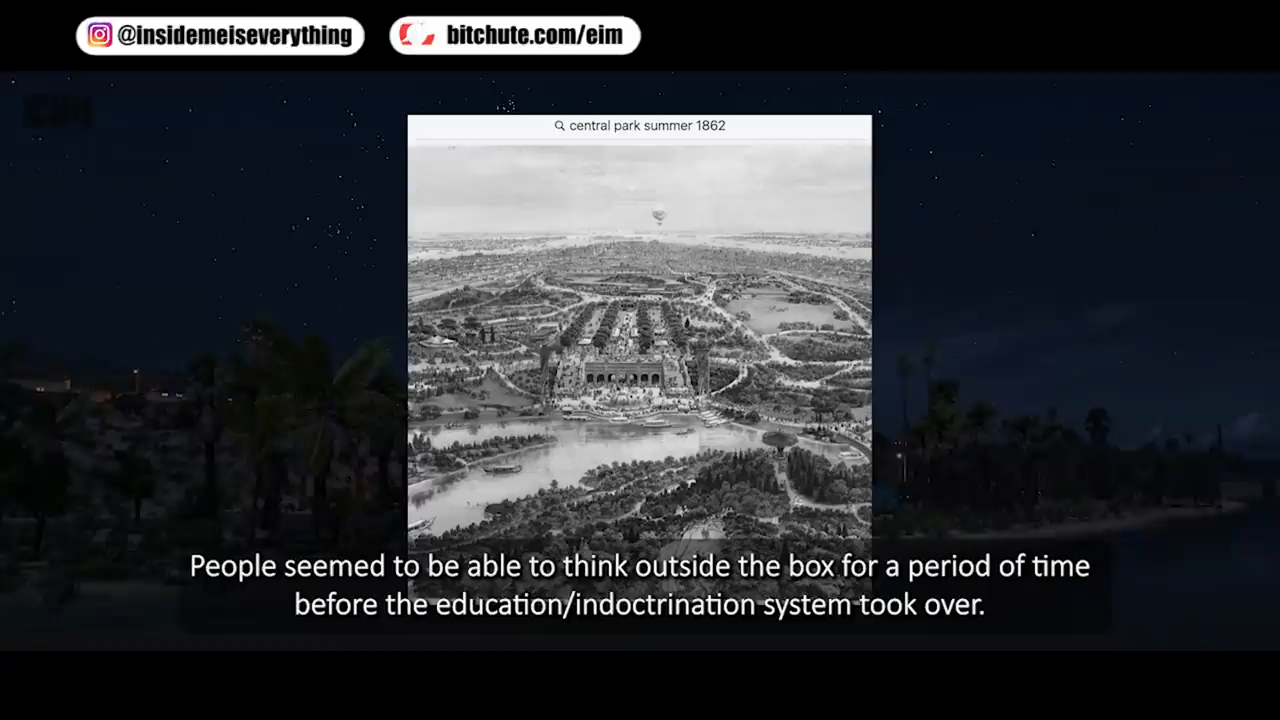 @insidemeiseverything
bitchute.com/eim
central park summer 1862
People seemed to be able to think outside the box for a period of time
before the education/indoctrination system took over.